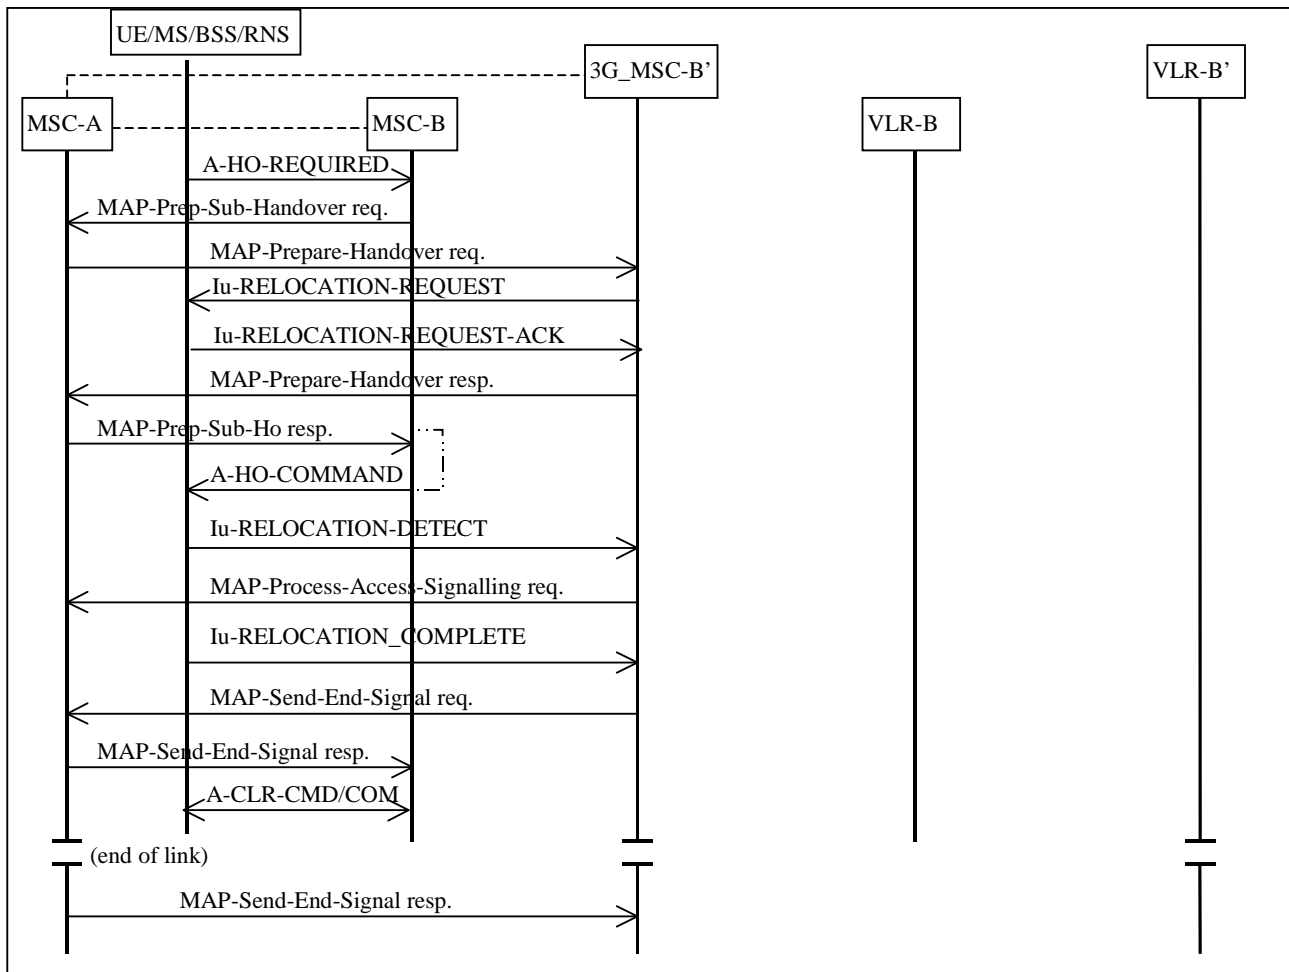 UE/MS/BSS/RNS
3G_MSC-B’
VLR-B’
MSC-A
MSC-B
VLR-B
A-HO-REQUIRED
MAP-Prep-Sub-Handover req.
MAP-Prepare-Handover req.
Iu-RELOCATION-REQUEST
Iu-RELOCATION-REQUEST-ACK
MAP-Prepare-Handover resp.
MAP-Prep-Sub-Ho resp.
A-HO-COMMAND
Iu-RELOCATION-DETECT
MAP-Process-Access-Signalling req.
Iu-RELOCATION_COMPLETE
MAP-Send-End-Signal req.
MAP-Send-End-Signal resp.
A-CLR-CMD/COM
(end of link)
MAP-Send-End-Signal resp.